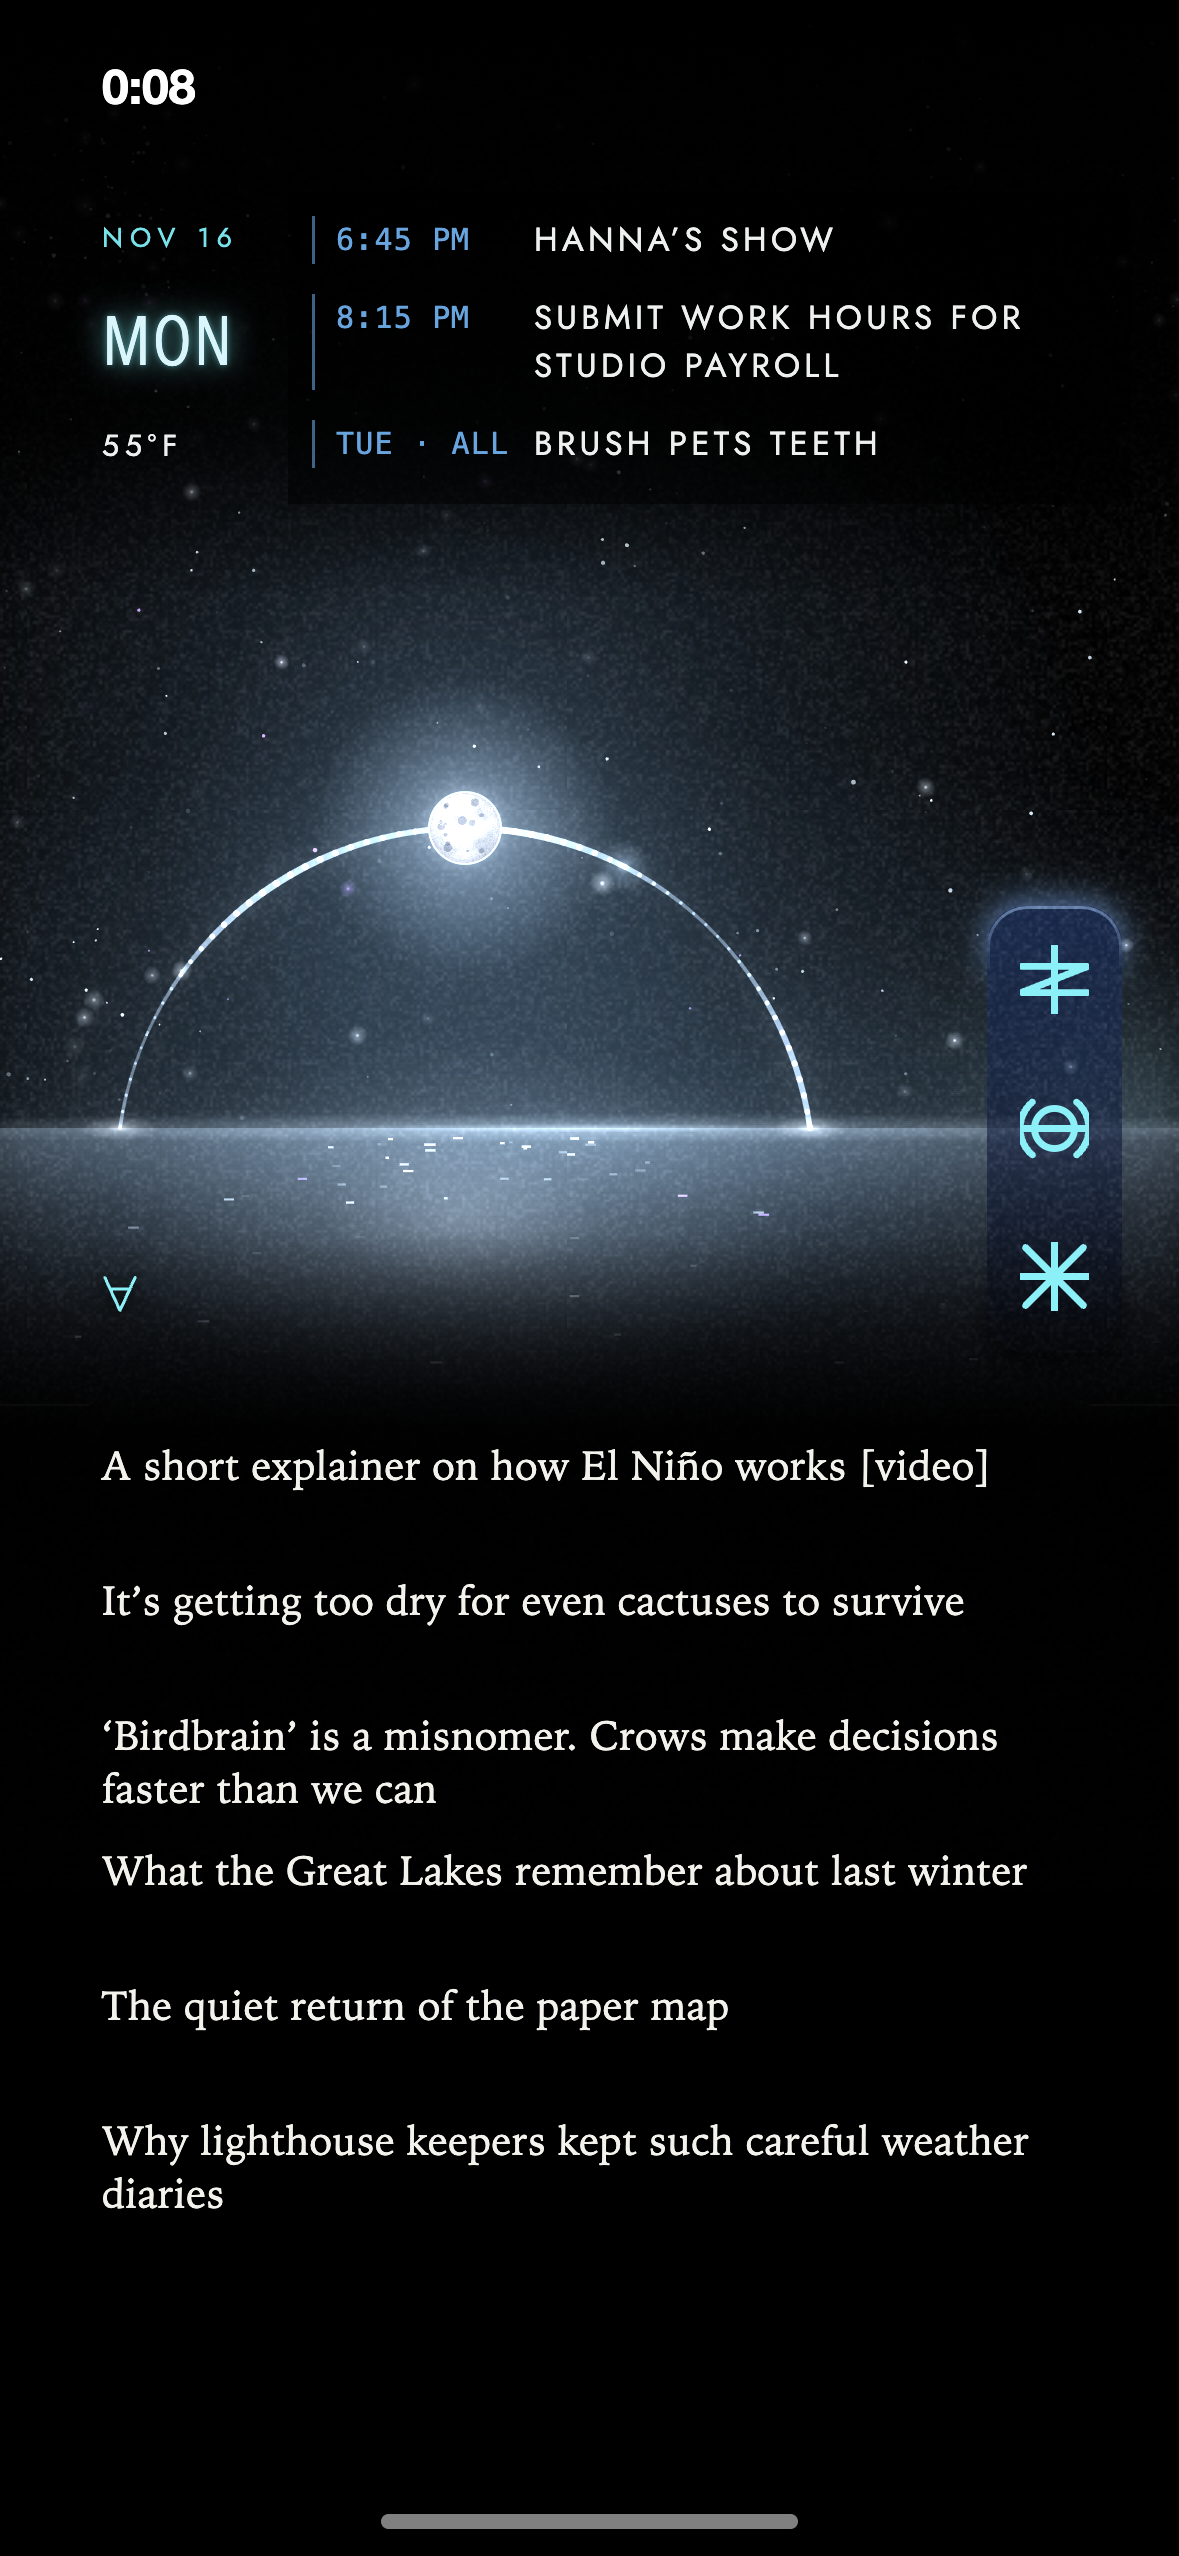 0:08
NOV 16
MON
55°F
6:45 PM HANNA’S SHOW
8:15 PM SUBMIT WORK HOURS FOR
STUDIO PAYROLL
TUE · ALL BRUSH PETS TEETH
∀
A short explainer on how El Niño works [video]
It’s getting too dry for even cactuses to survive
‘Birdbrain’ is a misnomer. Crows make decisions
faster than we can
What the Great Lakes remember about last winter
The quiet return of the paper map
Why lighthouse keepers kept such careful weather
diaries